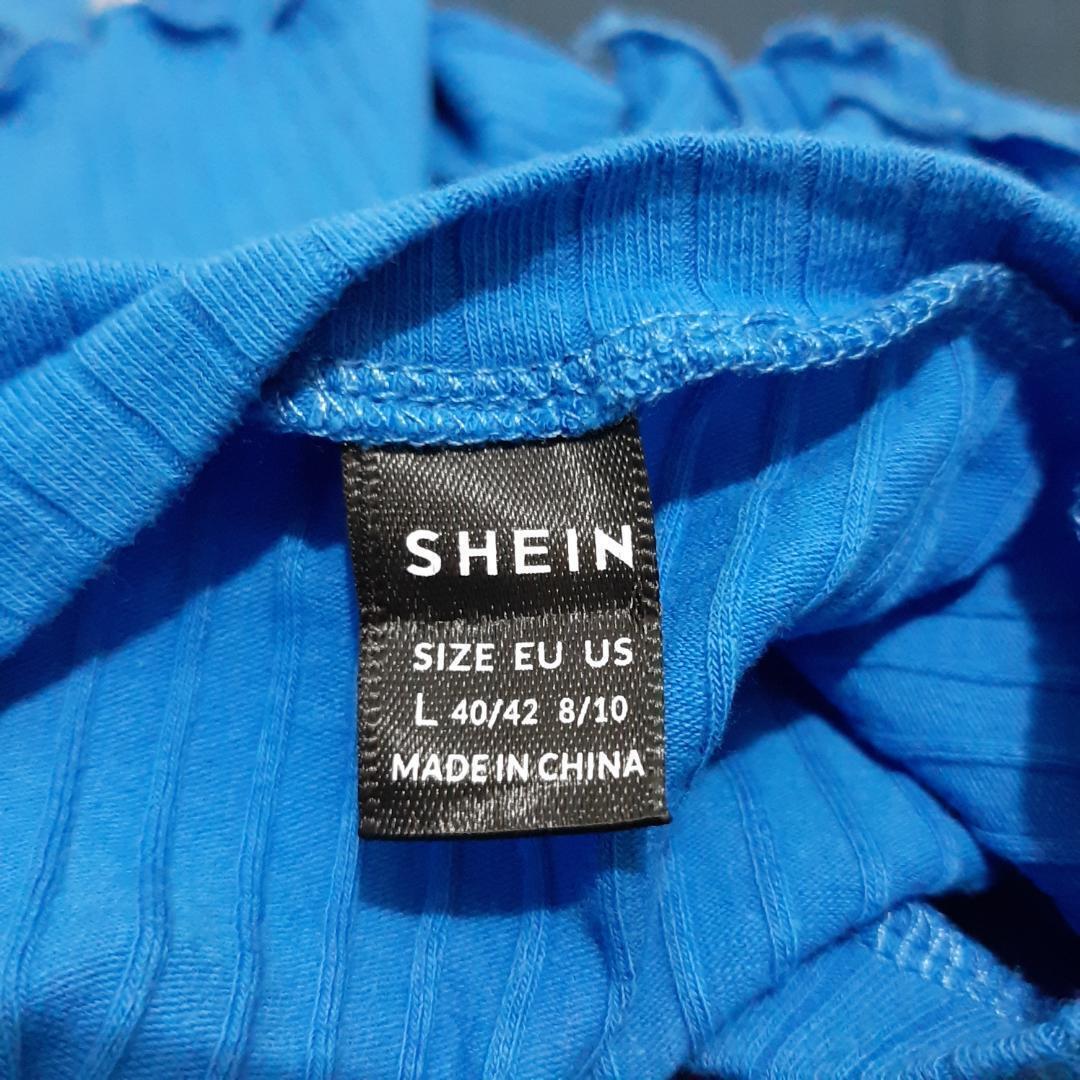 SHEIN
SIZE EU US
L 40/42 8/10
MADE IN CHINA